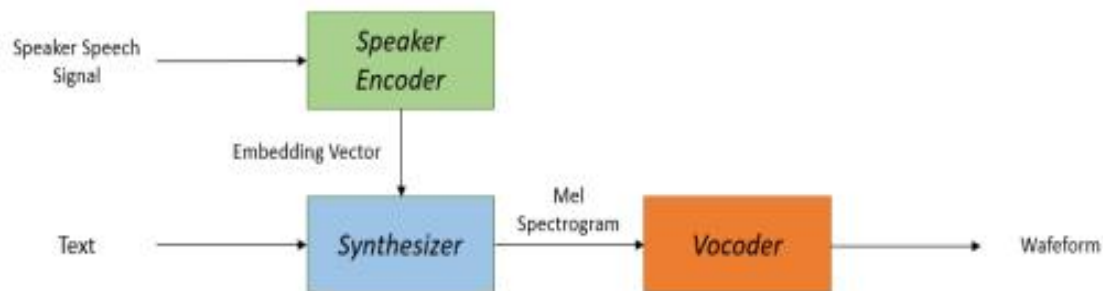 Speaker Speech
Signal
Speaker
Encoder
Embedding Vector
Text
Synthesizer
Mel
Spectrogram
Vocoder
Wafeform